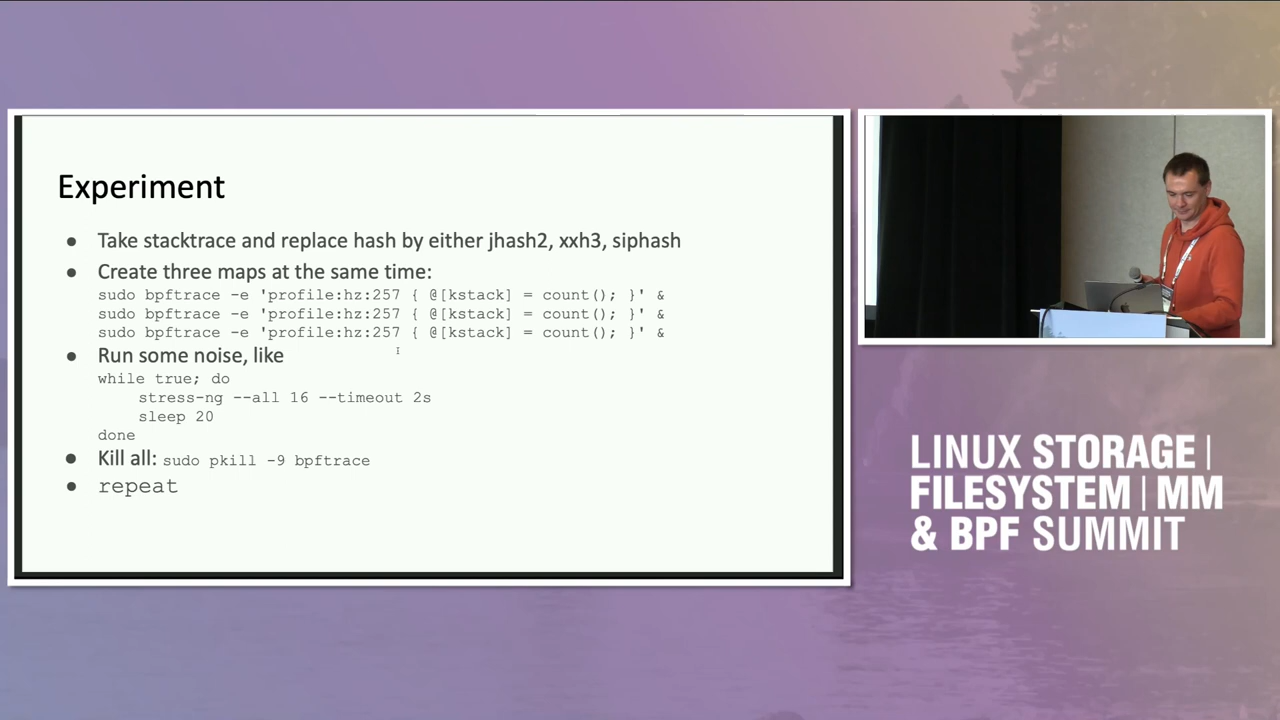 Experiment
● Take stacktrace and replace hash by either jhash2, xxh3, siphash
● Create three maps at the same time:
sudo bpftrace -e 'profile:hz:257 { @[kstack] = count(); }' &
sudo bpftrace -e 'profile:hz:257 { @[kstack] = count(); }' &
sudo bpftrace -e 'profile:hz:257 { @[kstack] = count(); }' &
● Run some noise, like
while true; do
stress-ng --all 16 --timeout 2s
sleep 20
done
● Kill all: sudo pkill -9 bpftrace
● repeat
LINUX STORAGE |
FILESYSTEM | MM
& BPF SUMMIT